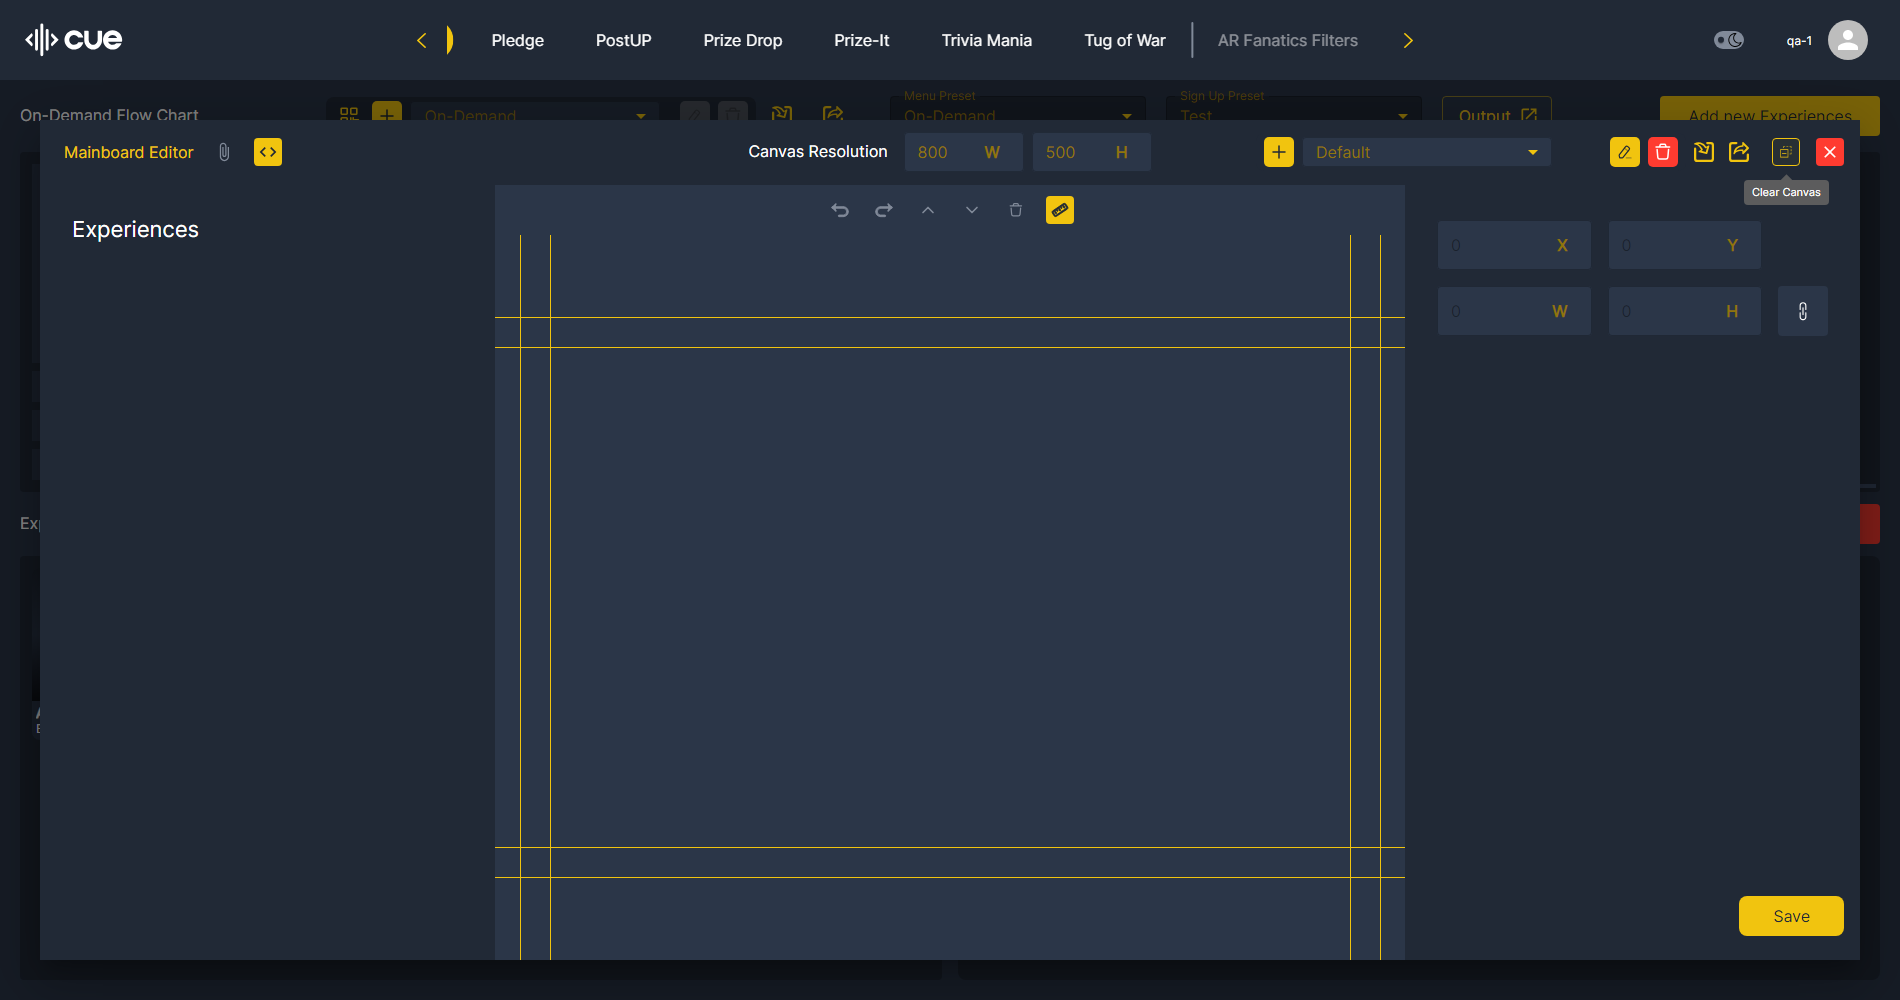 cue
Pledge
PostUP
Prize Drop
Prize-It
Trivia Mania
Tug of War
AR Fanatics Filters
qa-1
On-Demand Flow Chart
On-Demand
Menu Preset
On-Demand
Sign Up Preset
Test
Output
Add new Experiences
Mainboard Editor
Canvas Resolution
800 W
500 H
Default
Clear Canvas
Experiences
0 X
0 Y
0 W
0 H
Save